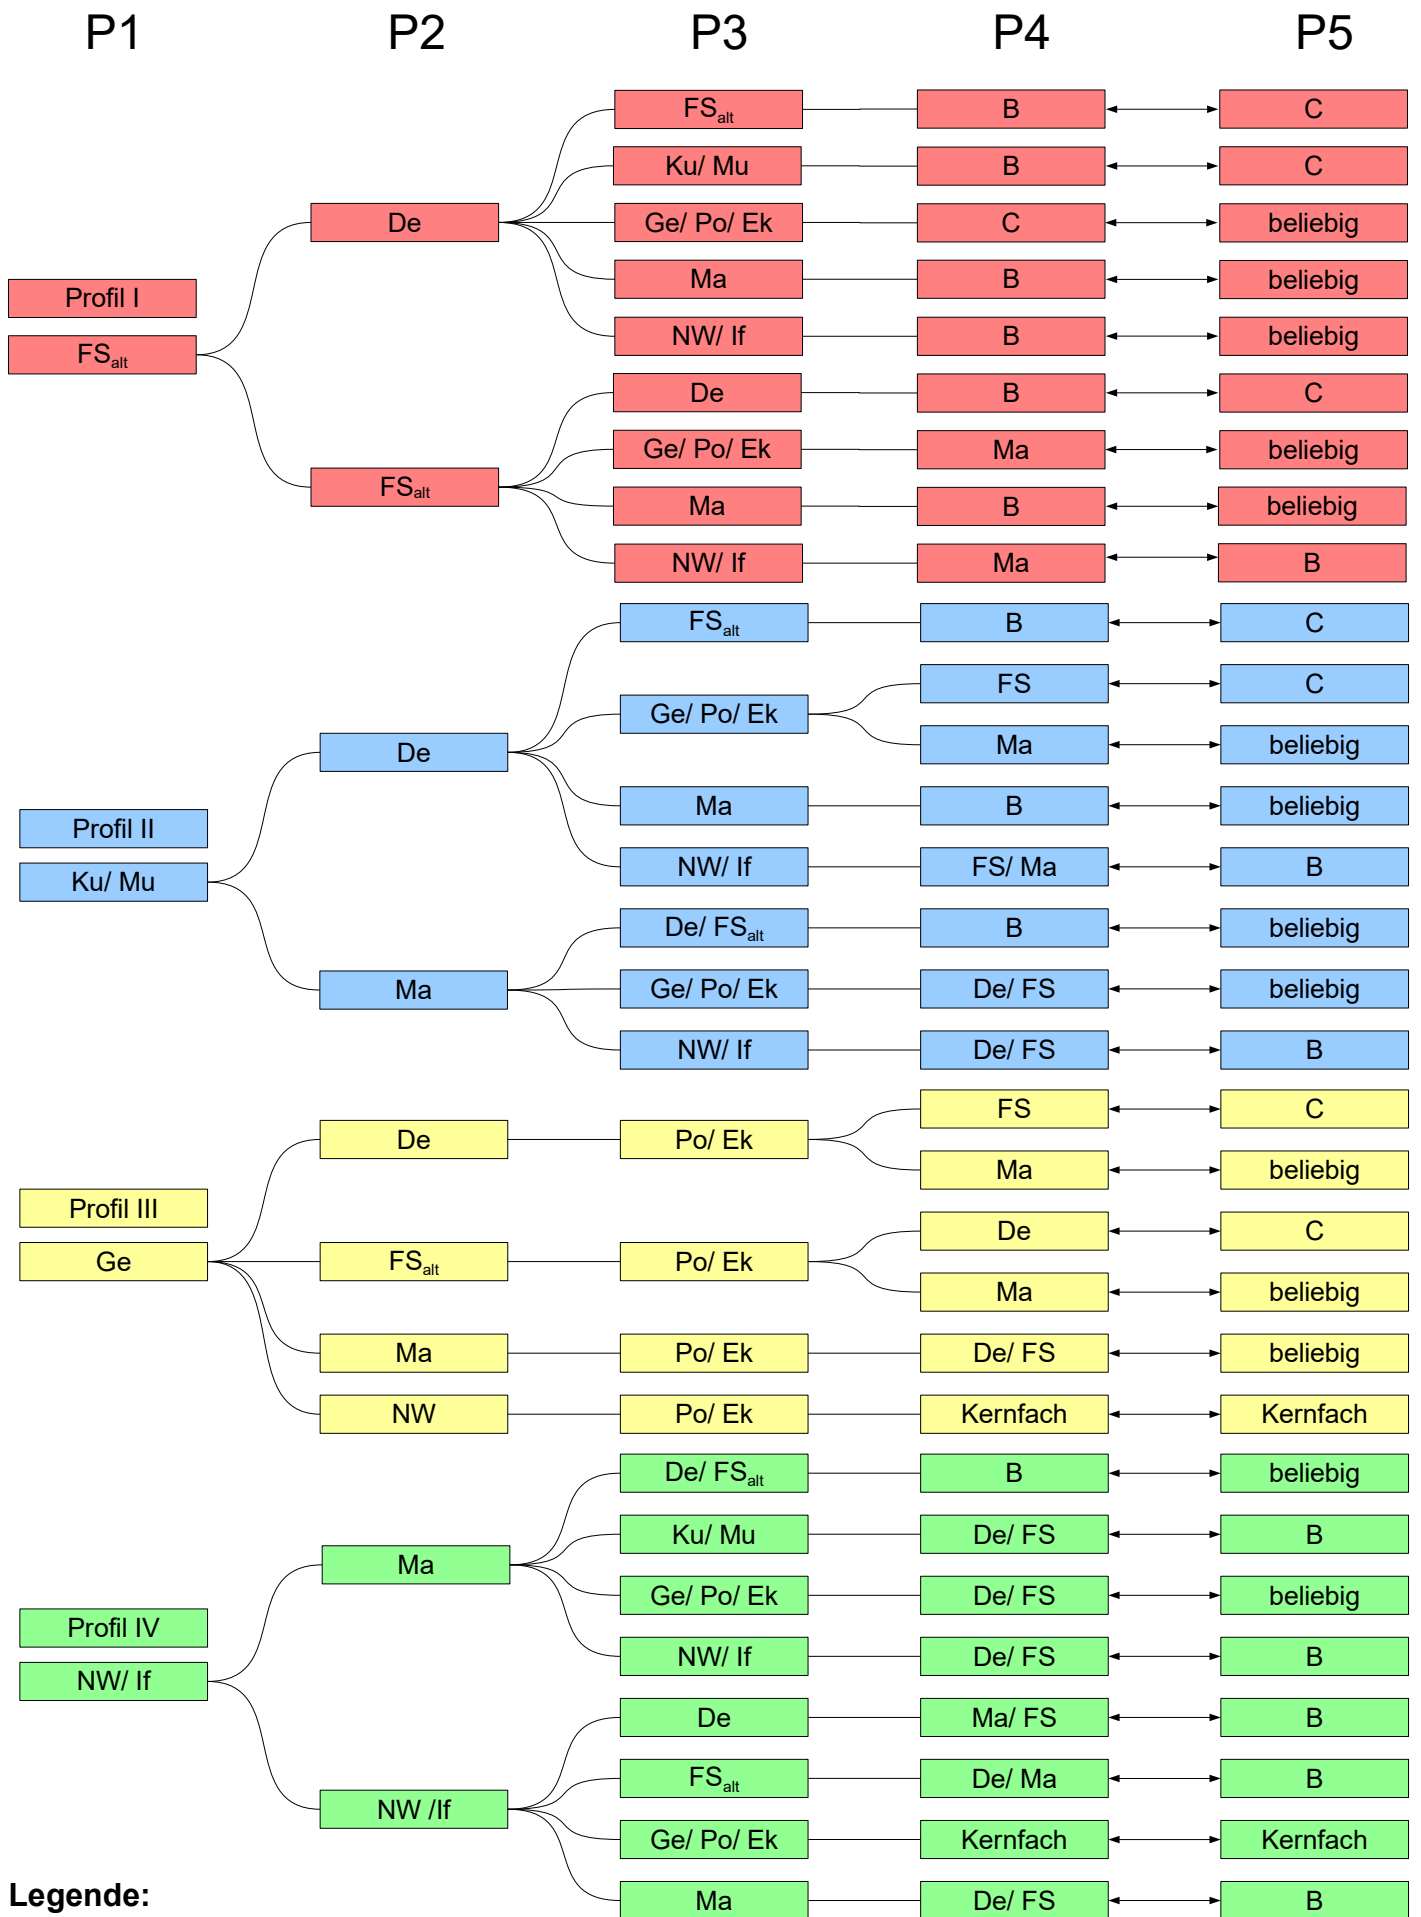 P1 P2 P3 P4 P5
FSalt B C
Ku/ Mu B C
De Ge/ Po/ Ek C beliebig
Profil I Ma B beliebig
FSalt NW/ If B beliebig
De B C
Ge/ Po/ Ek Ma beliebig
FSalt Ma B beliebig
NW/ If Ma B
FSalt B C
FS C
Ge/ Po/ Ek
De Ma beliebig
Profil II Ma B beliebig
Ku/ Mu NW/ If FS/ Ma B
De/ FSalt B beliebig
Ma Ge/ Po/ Ek De/ FS beliebig
NW/ If De/ FS B
FS C
De Po/ Ek
Ma beliebig
Profil III De C
Ge FSalt Po/ Ek
Ma beliebig
Ma Po/ Ek De/ FS beliebig
NW Po/ Ek Kernfach Kernfach
De/ FSalt B beliebig
Ku/ Mu De/ FS B
Ma
Ge/ Po/ Ek De/ FS beliebig
Profil IV NW/ If De/ FS B
NW/ If
De Ma/ FS B
FSalt De/ Ma B
NW /If
Ge/ Po/ Ek Kernfach Kernfach
Legende: Ma De/ FS B